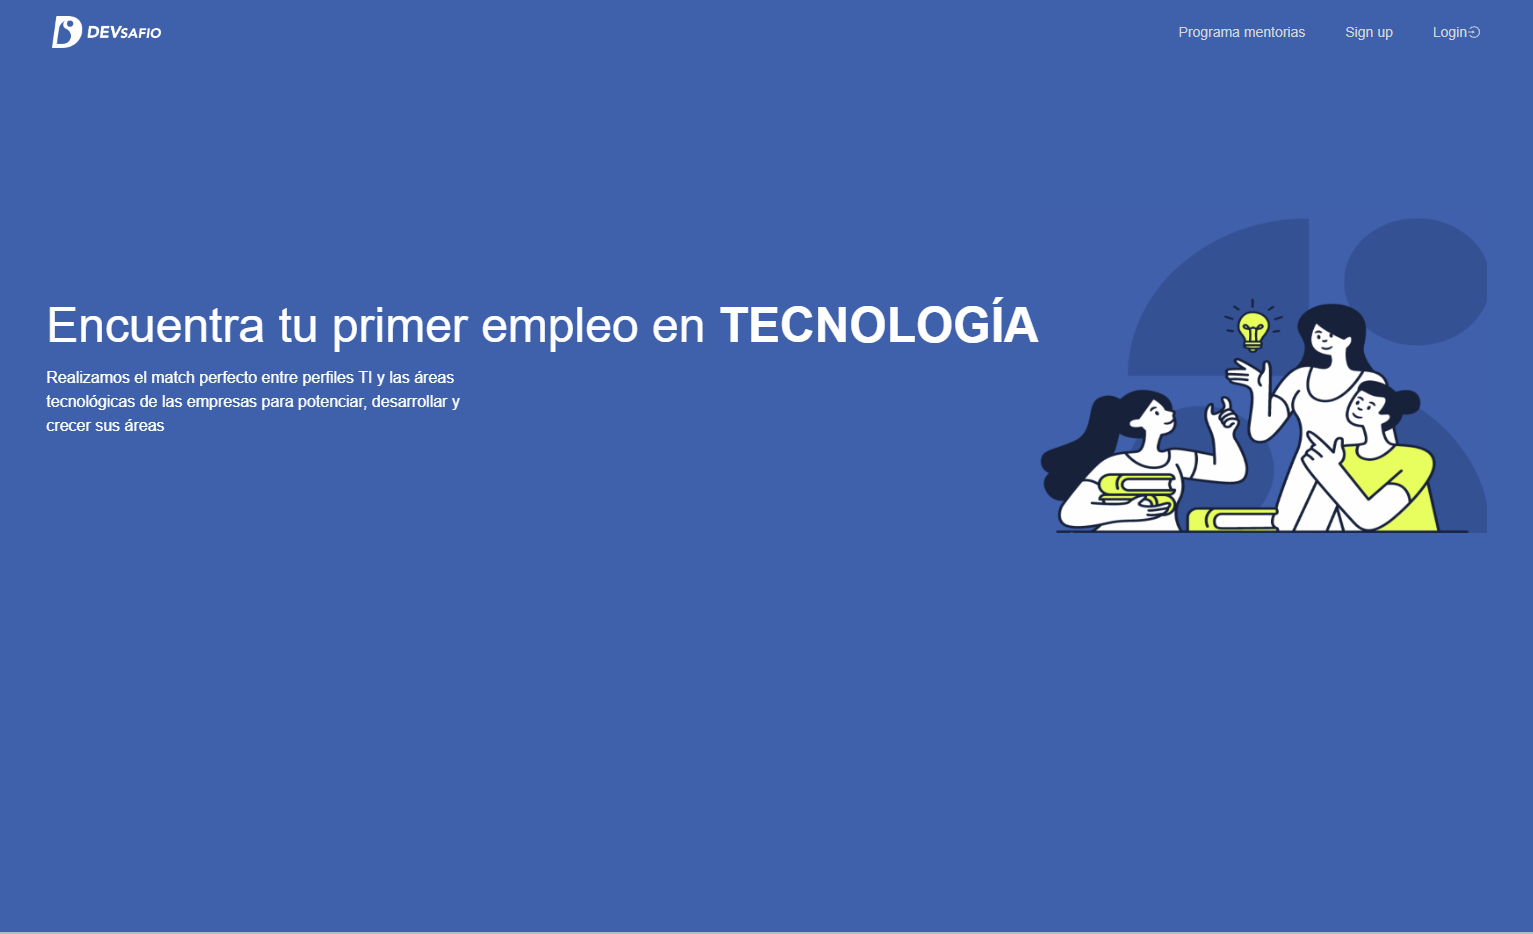 DEVSAFIO
Programa mentorias
Sign up
Login
Encuentra tu primer empleo en TECNOLOGÍA
Realizamos el match perfecto entre perfiles TI y las áreas
tecnológicas de las empresas para potenciar, desarrollar y
crecer sus áreas